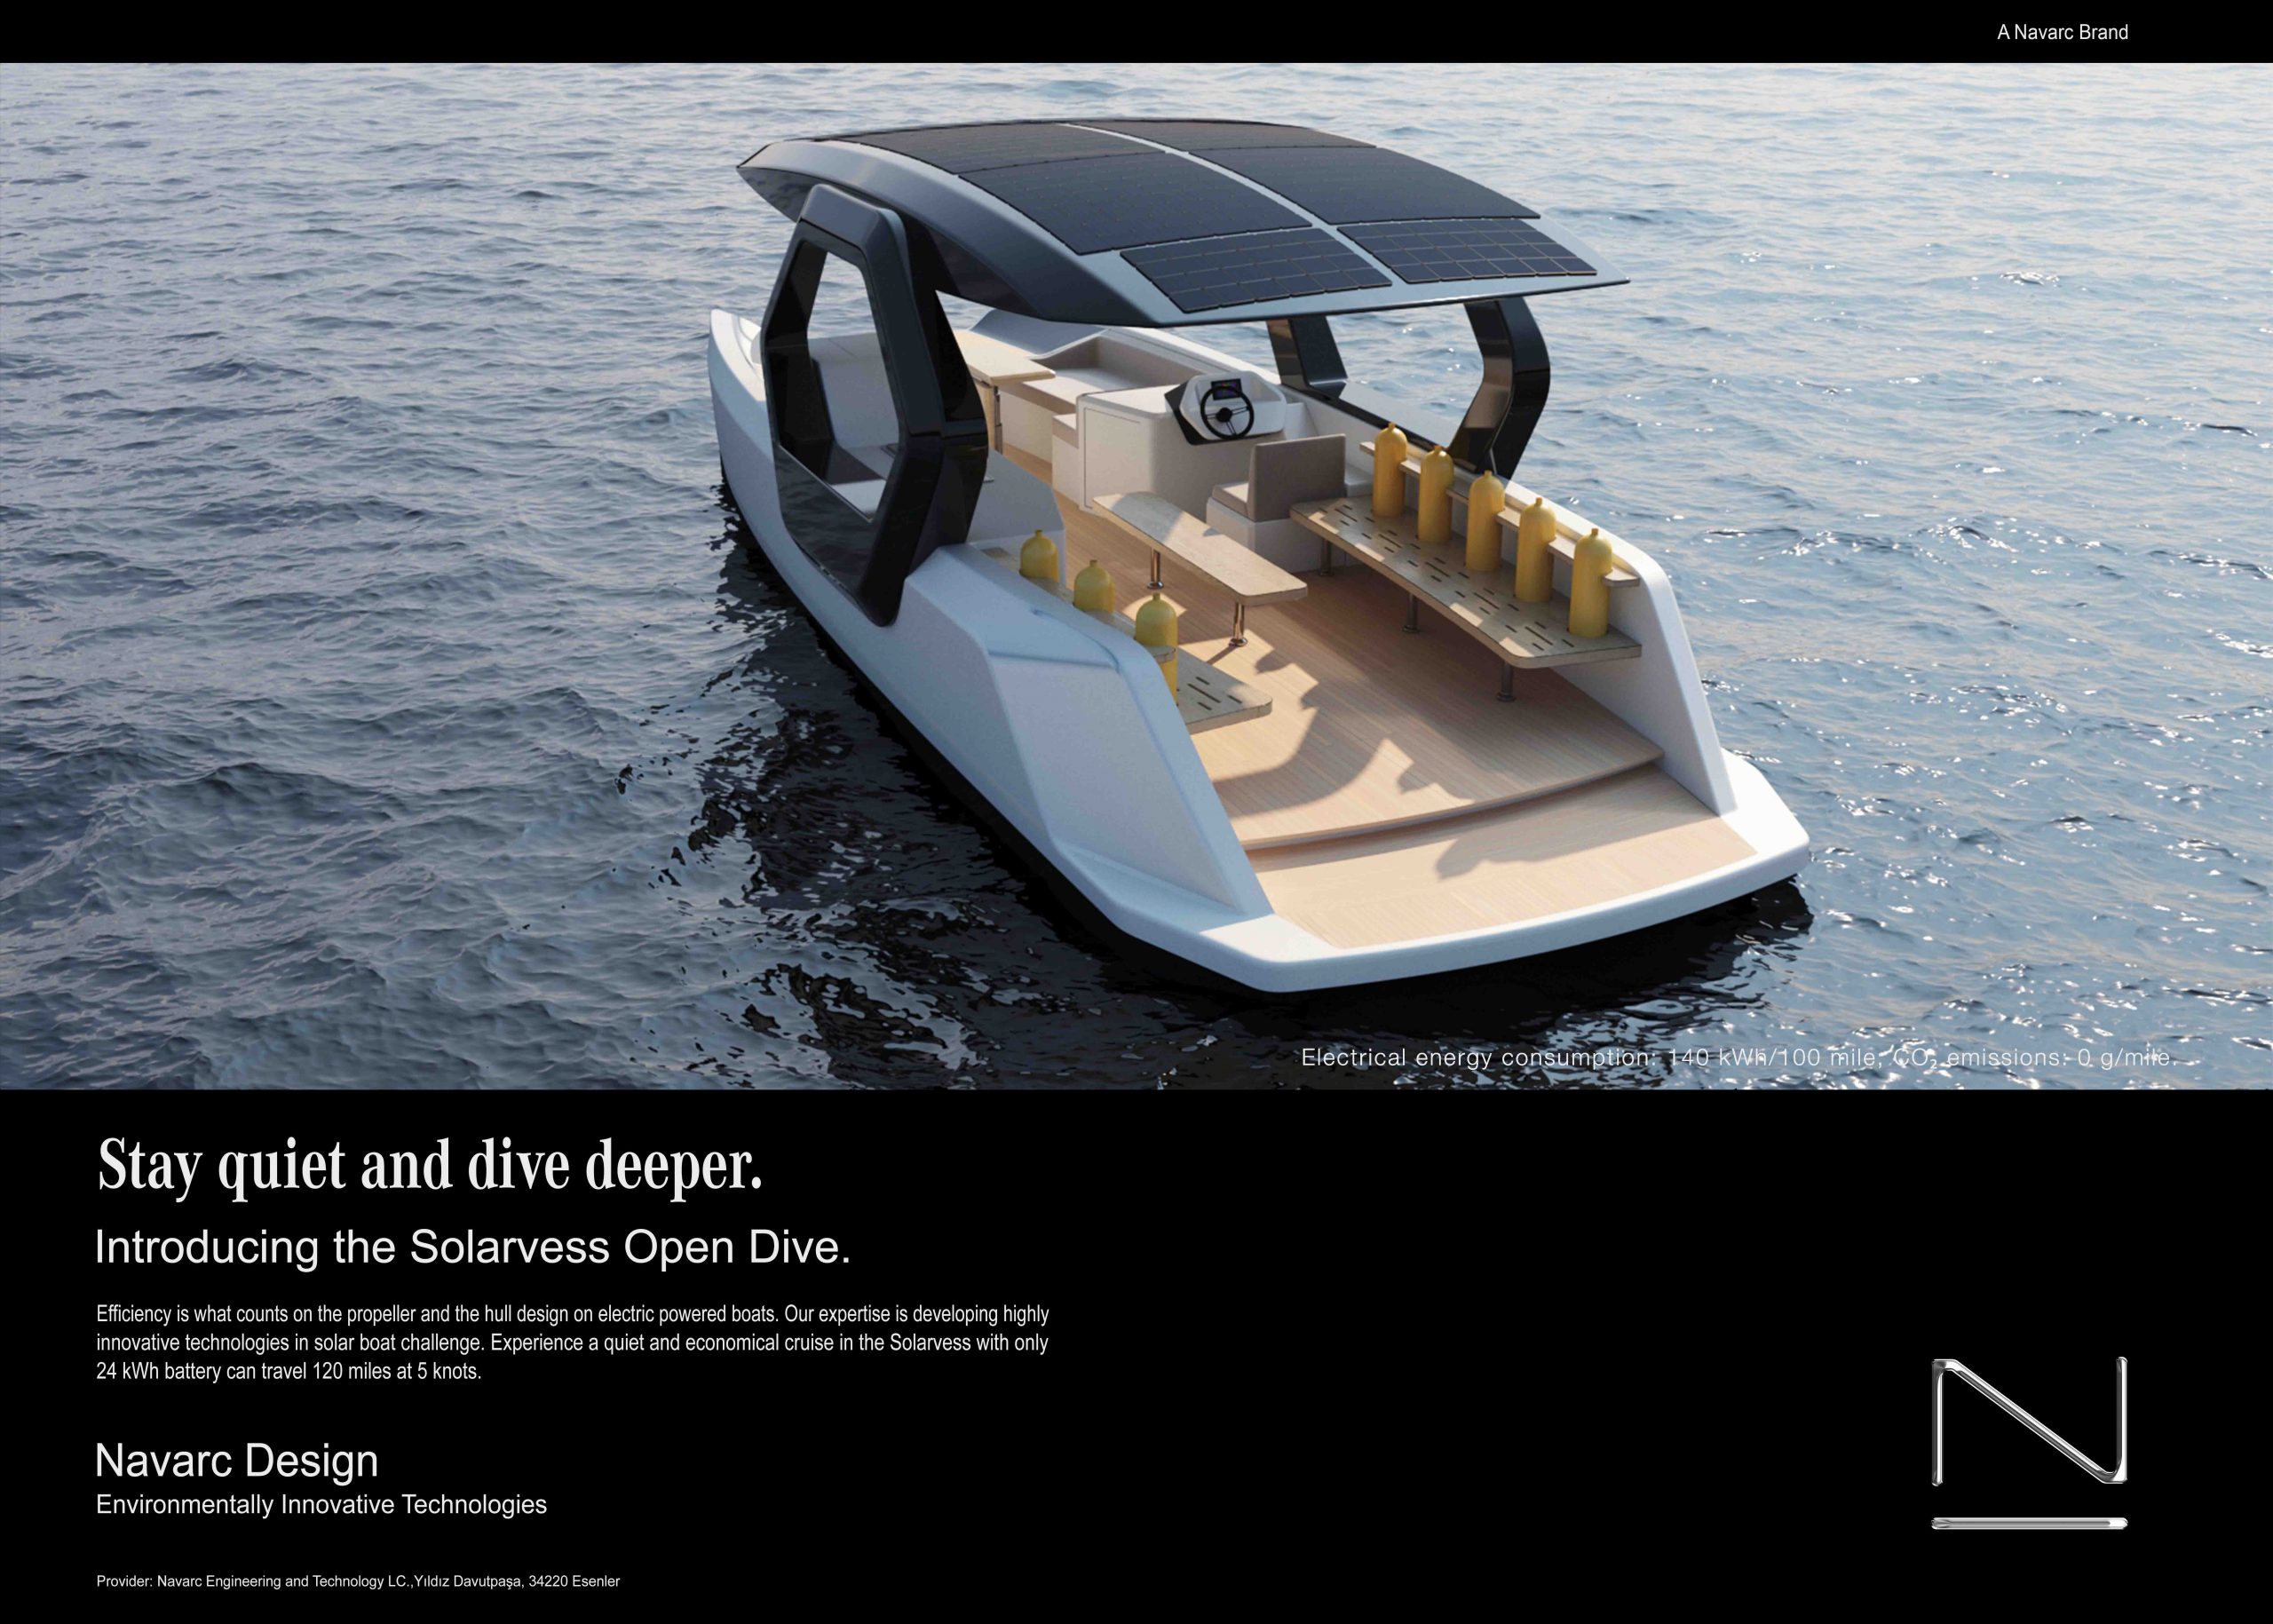 A Navarc Brand
Electrical energy consumption: 140 kWh/100 mile, CO₂ emissions: 0 g/mile.
Stay quiet and dive deeper.
Introducing the Solarvess Open Dive.
Efficiency is what counts on the propeller and the hull design on electric powered boats. Our expertise is developing highly
innovative technologies in solar boat challenge. Experience a quiet and economical cruise in the Solarvess with only
24 kWh battery can travel 120 miles at 5 knots.
Navarc Design
Environmentally Innovative Technologies
N
Provider: Navarc Engineering and Technology LC.,Yıldız Davutpaşa, 34220 Esenler